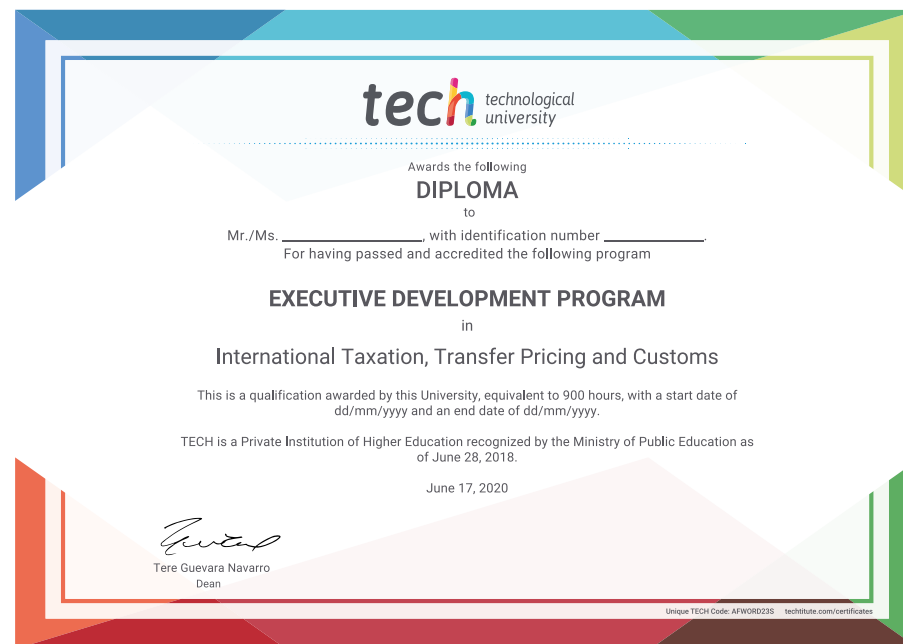 tech technological
university
Awards the following
DIPLOMA
to
Mr./Ms. ____________________, with identification number ______________.
For having passed and accredited the following program
EXECUTIVE DEVELOPMENT PROGRAM
in
International Taxation, Transfer Pricing and Customs
This is a qualification awarded by this University, equivalent to 900 hours, with a start date of
dd/mm/yyyy and an end date of dd/mm/yyyy.
TECH is a Private Institution of Higher Education recognized by the Ministry of Public Education as
of June 28, 2018.
June 17, 2020
Tere Guevara Navarro
Dean
Unique TECH Code: AFWORD23S techtitute.com/certificates